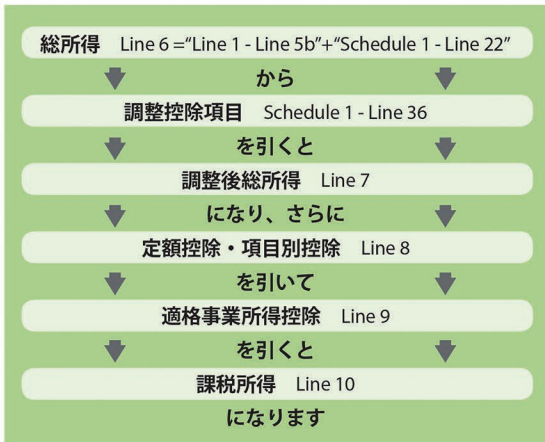 総所得 Line 6 =“Line 1 - Line 5b”+“Schedule 1 - Line 22”
から
調整控除項目 Schedule 1 - Line 36
を引くと
調整後総所得 Line 7
になり、さらに
定額控除・項目別控除 Line 8
を引いて
適格事業所得控除 Line 9
を引くと
課税所得 Line 10
になります